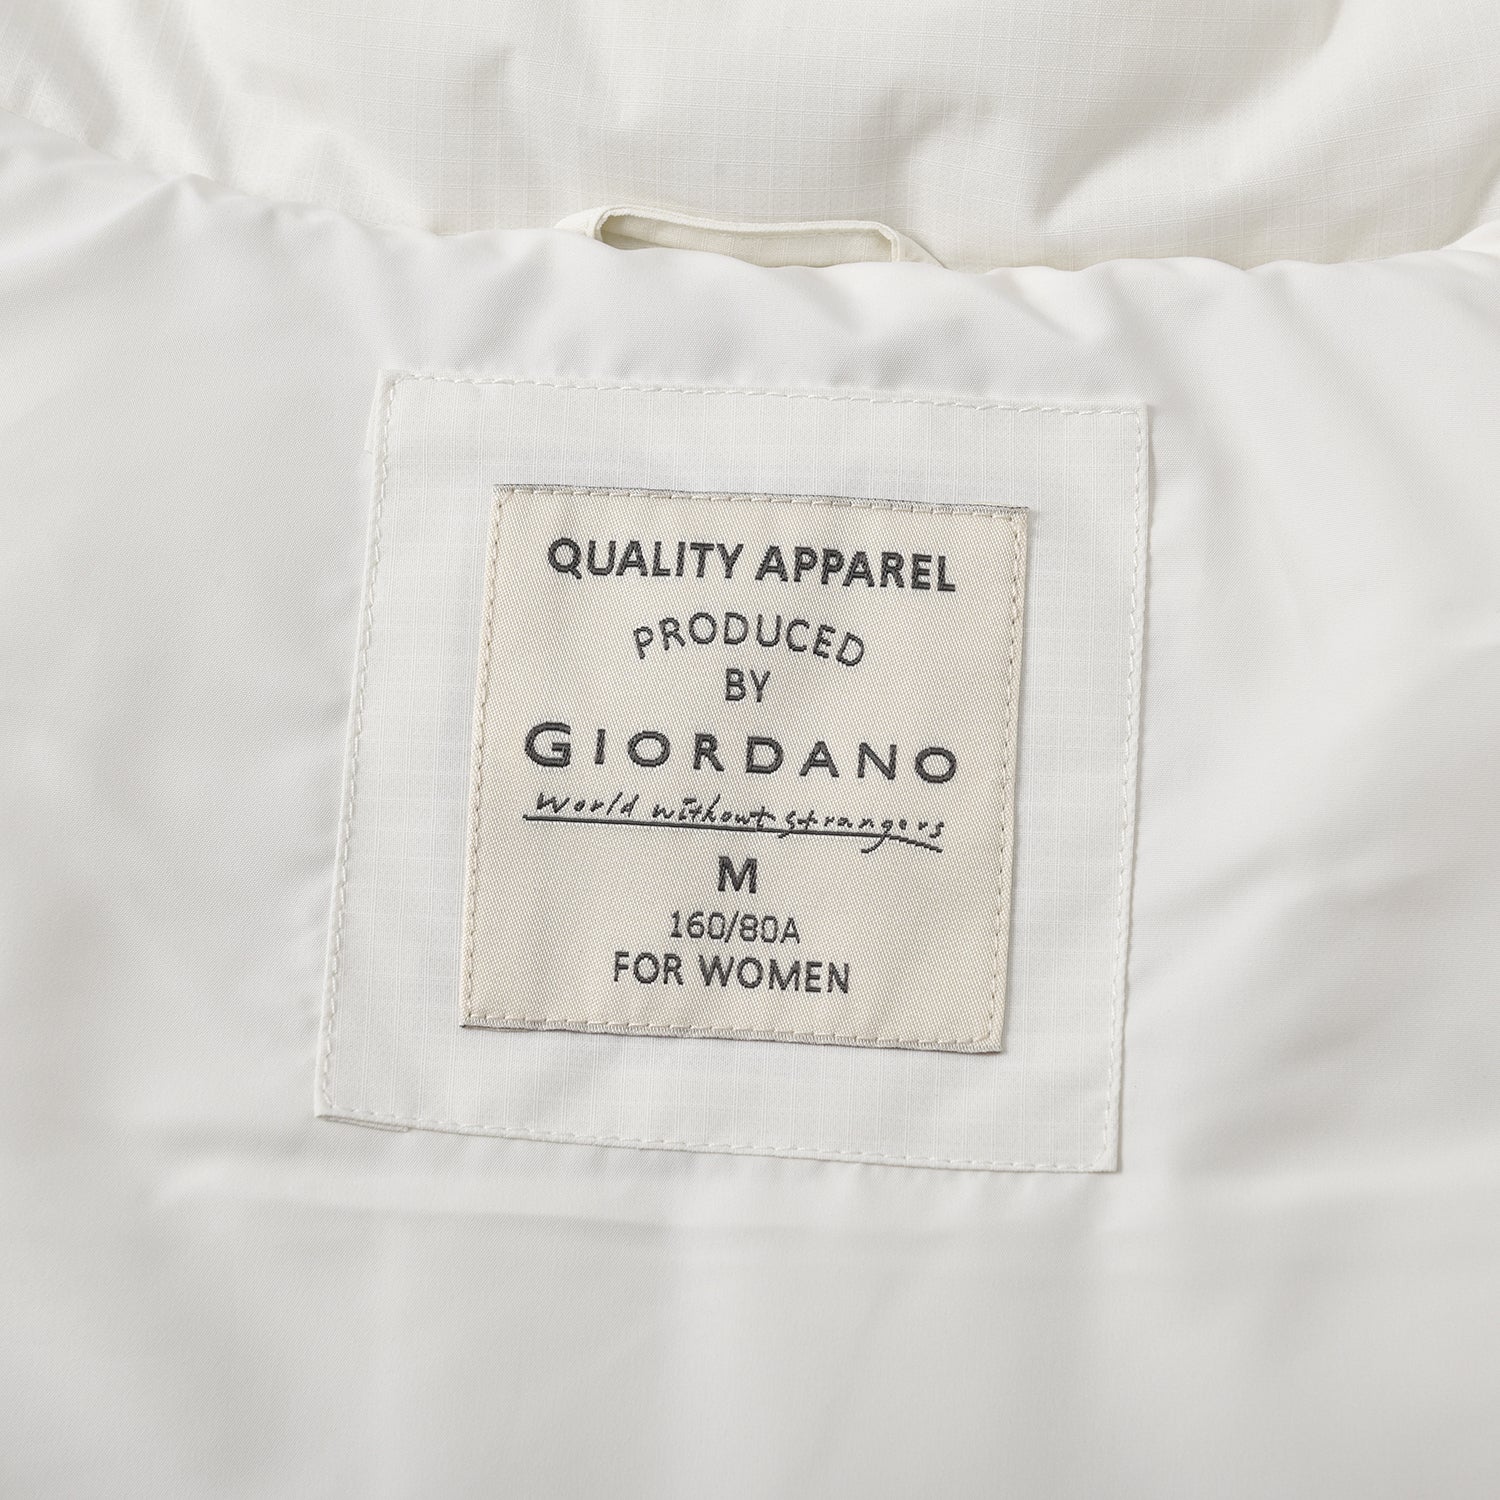 QUALITY APPAREL
PRODUCED
BY
GIORDANO
World without strangers
M
160/80A
FOR WOMEN